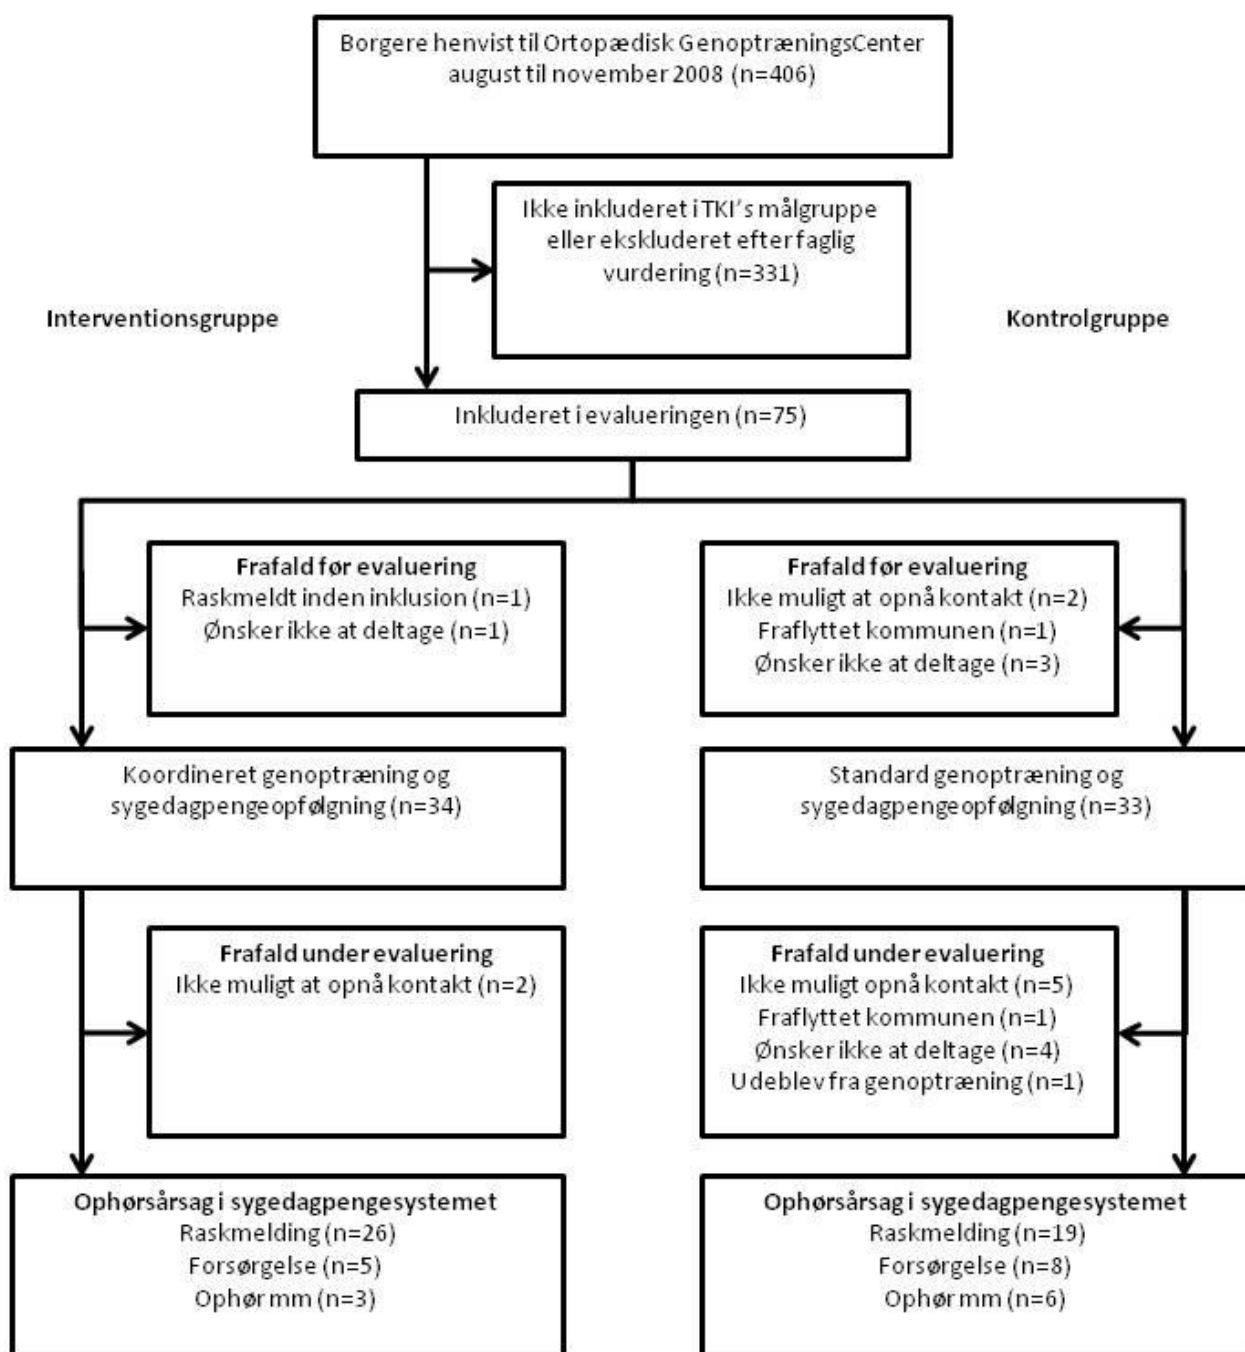 Borgere henvist til Ortopædisk GenoptræningsCenter
august til november 2008 (n=406)
Ikke inkluderet i TKI's målgruppe
eller ekskluderet efter faglig
vurdering (n=331)
Interventionsgruppe
Kontrolgruppe
Inkluderet i evalueringen (n=75)
Frafald før evaluering
Raskmeldt inden inklusion (n=1)
Ønsker ikke at deltage (n=1)
Frafald før evaluering
Ikke muligt at opnå kontakt (n=2)
Fraflyttet kommunen (n=1)
Ønsker ikke at deltage (n=3)
Koordineret genoptræning og
sygedagpengeopfølgning (n=34)
Standard genoptræning og
sygedagpengeopfølgning (n=33)
Frafald under evaluering
Ikke muligt at opnå kontakt (n=2)
Frafald under evaluering
Ikke muligt opnå kontakt (n=5)
Fraflyttet kommunen (n=1)
Ønsker ikke at deltage (n=4)
Udeblev fra genoptræning (n=1)
Ophørsårsag i sygedagpengesystemet
Raskmelding (n=26)
Forsørgelse (n=5)
Ophør mm (n=3)
Ophørsårsag i sygedagpengesystemet
Raskmelding (n=19)
Forsørgelse (n=8)
Ophør mm (n=6)